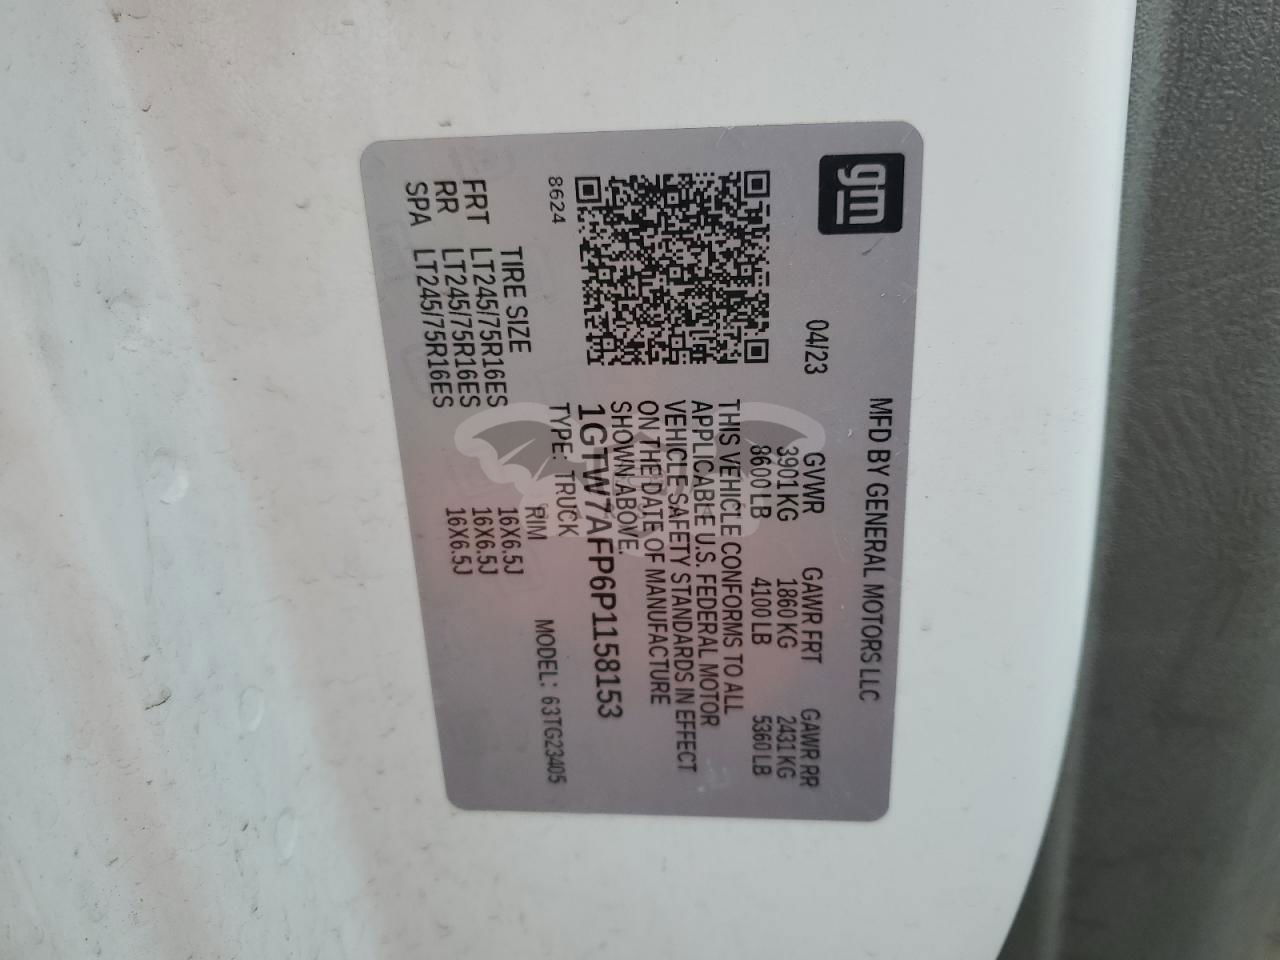 gm
MFD BY GENERAL MOTORS LLC
04/23 GVWR GAWR FRT GAWR RR
3901 KG 1860 KG 2431 KG
8600 LB 4100 LB 5360 LB
THIS VEHICLE CONFORMS TO ALL
APPLICABLE U.S. FEDERAL MOTOR
VEHICLE SAFETY STANDARDS IN EFFECT
ON THE DATE OF MANUFACTURE
SHOWN ABOVE.
1GTW7AFP6P1158153
8624 TYPE: TRUCK MODEL: 63TG23405
TIRE SIZE RIM
FRT LT245/75R16ES 16X6.5J
RR LT245/75R16ES 16X6.5J
SPA LT245/75R16ES 16X6.5J